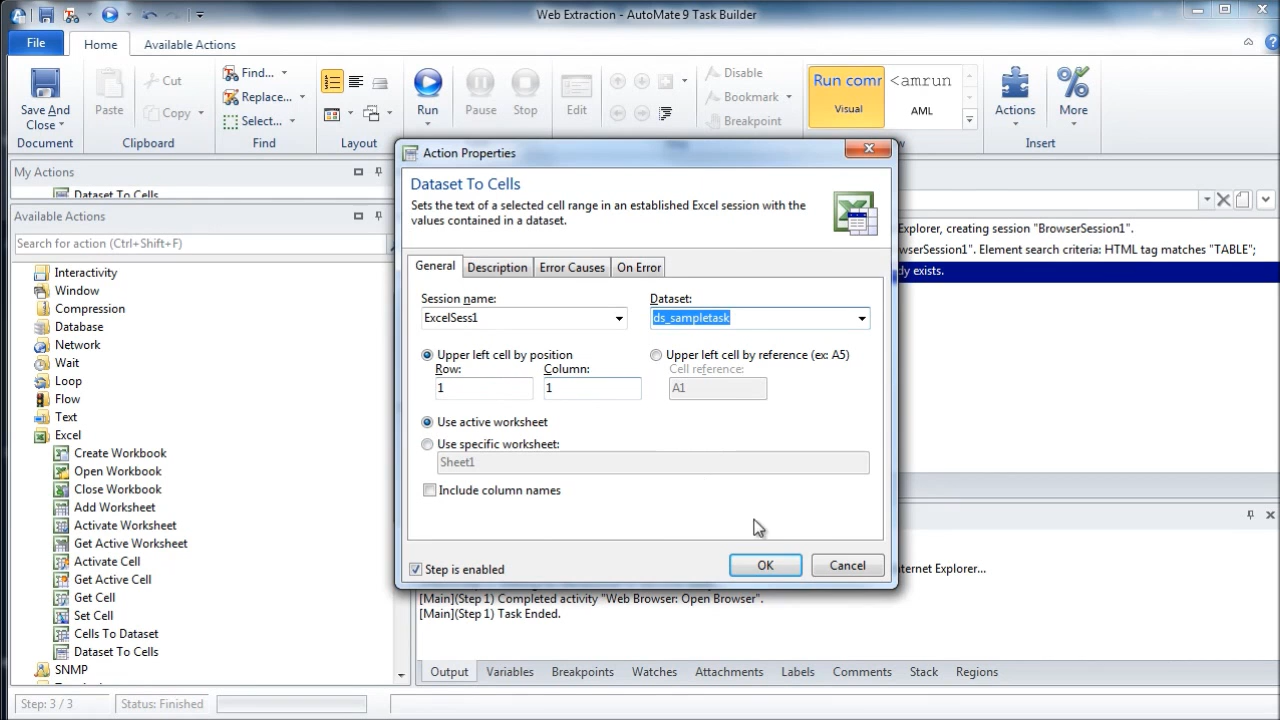 Web Extraction - AutoMate 9 Task Builder
File
Home
Available Actions
Save And Close
Document
Paste
Cut
Copy
Clipboard
Find...
Replace...
Select...
Find
Layout
Run
Pause
Stop
Edit
Disable
Bookmark
Breakpoint
Run comr
Visual
<amrun
AML
Actions
More
Insert
My Actions
Dataset To Cells
Available Actions
Search for action (Ctrl+Shift+F)
Interactivity
Window
Compression
Database
Network
Wait
Loop
Flow
Text
Excel
Create Workbook
Open Workbook
Close Workbook
Add Worksheet
Activate Worksheet
Get Active Worksheet
Activate Cell
Get Active Cell
Get Cell
Set Cell
Cells To Dataset
Dataset To Cells
SNMP
Action Properties
Dataset To Cells
Sets the text of a selected cell range in an established Excel session with the
values contained in a dataset.
General
Description
Error Causes
On Error
Session name:
ExcelSess1
Dataset:
ds_sampletask
Upper left cell by position
Row:
1
Column:
1
Upper left cell by reference (ex: A5)
Cell reference:
A1
Use active worksheet
Use specific worksheet:
Sheet1
Include column names
Step is enabled
OK
Cancel
Explorer, creating session "BrowserSession1".
wserSession1". Element search criteria: HTML tag matches "TABLE";
dy exists.
nternet Explorer...
[Main](Step 1) Completed activity "Web Browser: Open Browser".
[Main](Step 1) Task Ended.
Output
Variables
Breakpoints
Watches
Attachments
Labels
Comments
Stack
Regions
Step: 3 / 3
Status: Finished